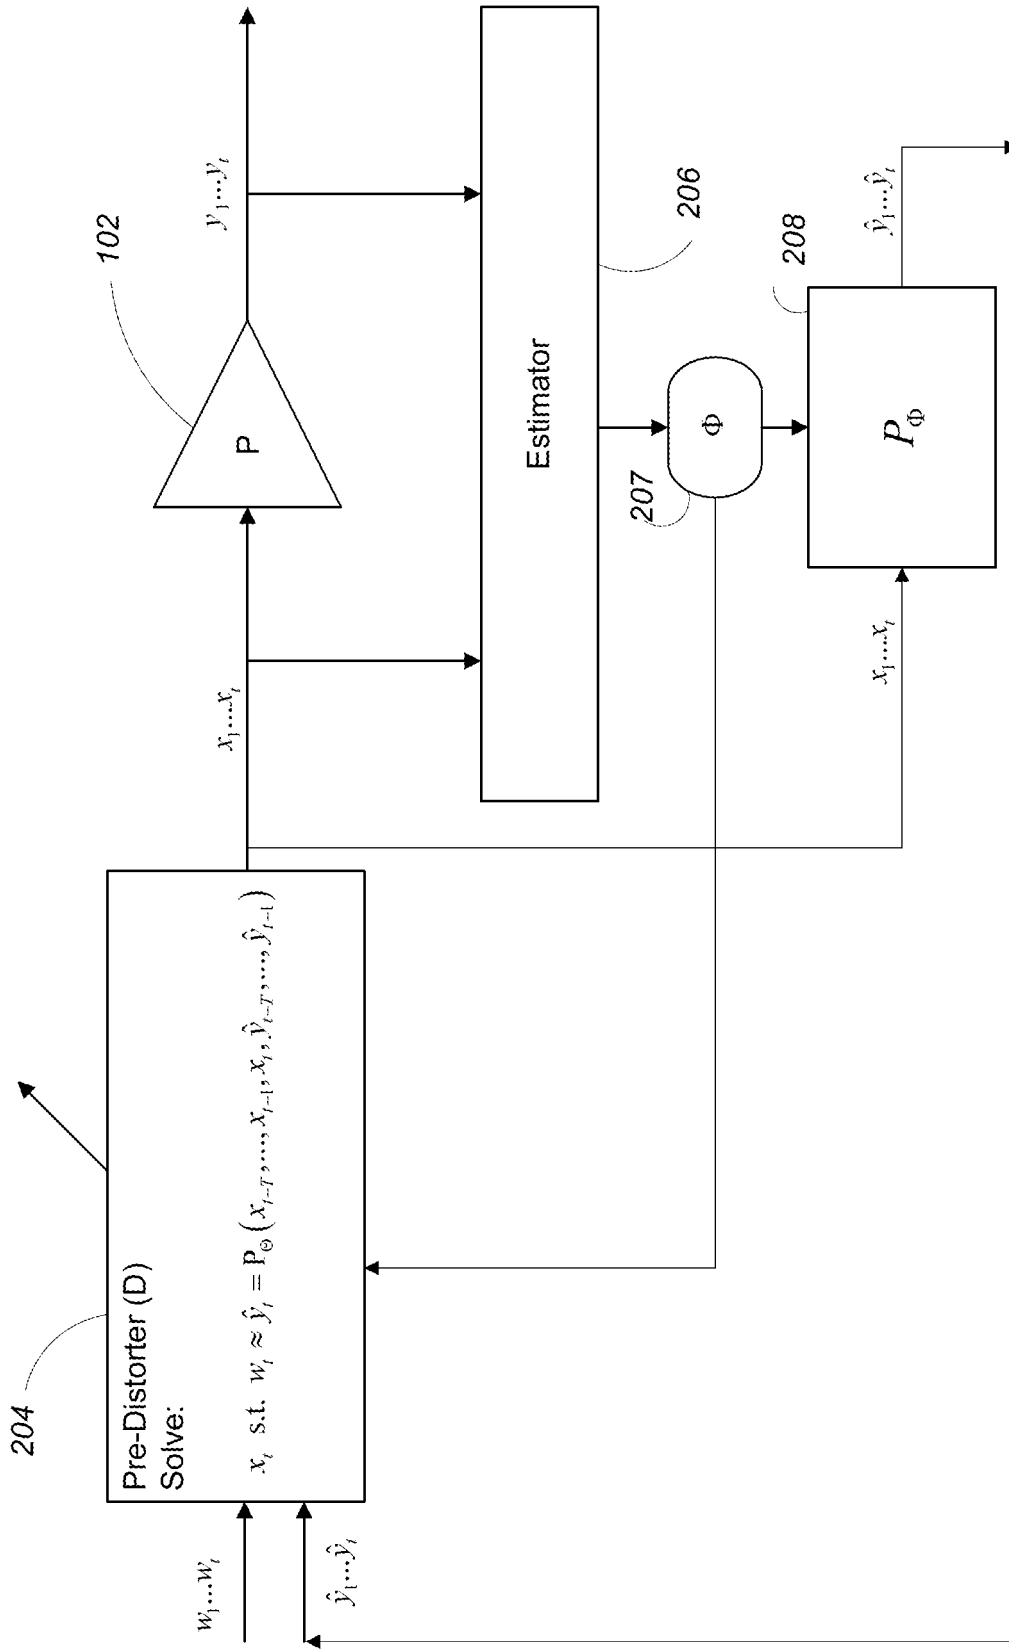 204
Pre-Distorter (D)
Solve:
x_t s.t. w_t ≈ ŷ_t = P_Θ (x_{t-T},...,x_{t-1},x_t,ŷ_{t-T},...,ŷ_{t-1})
w_1...w_t
ŷ_1...ŷ_t
x_1...x_t
102
P
y_1...y_t
Estimator
206
207
Φ
208
P_Φ
x_1...x_t
ŷ_1...ŷ_t